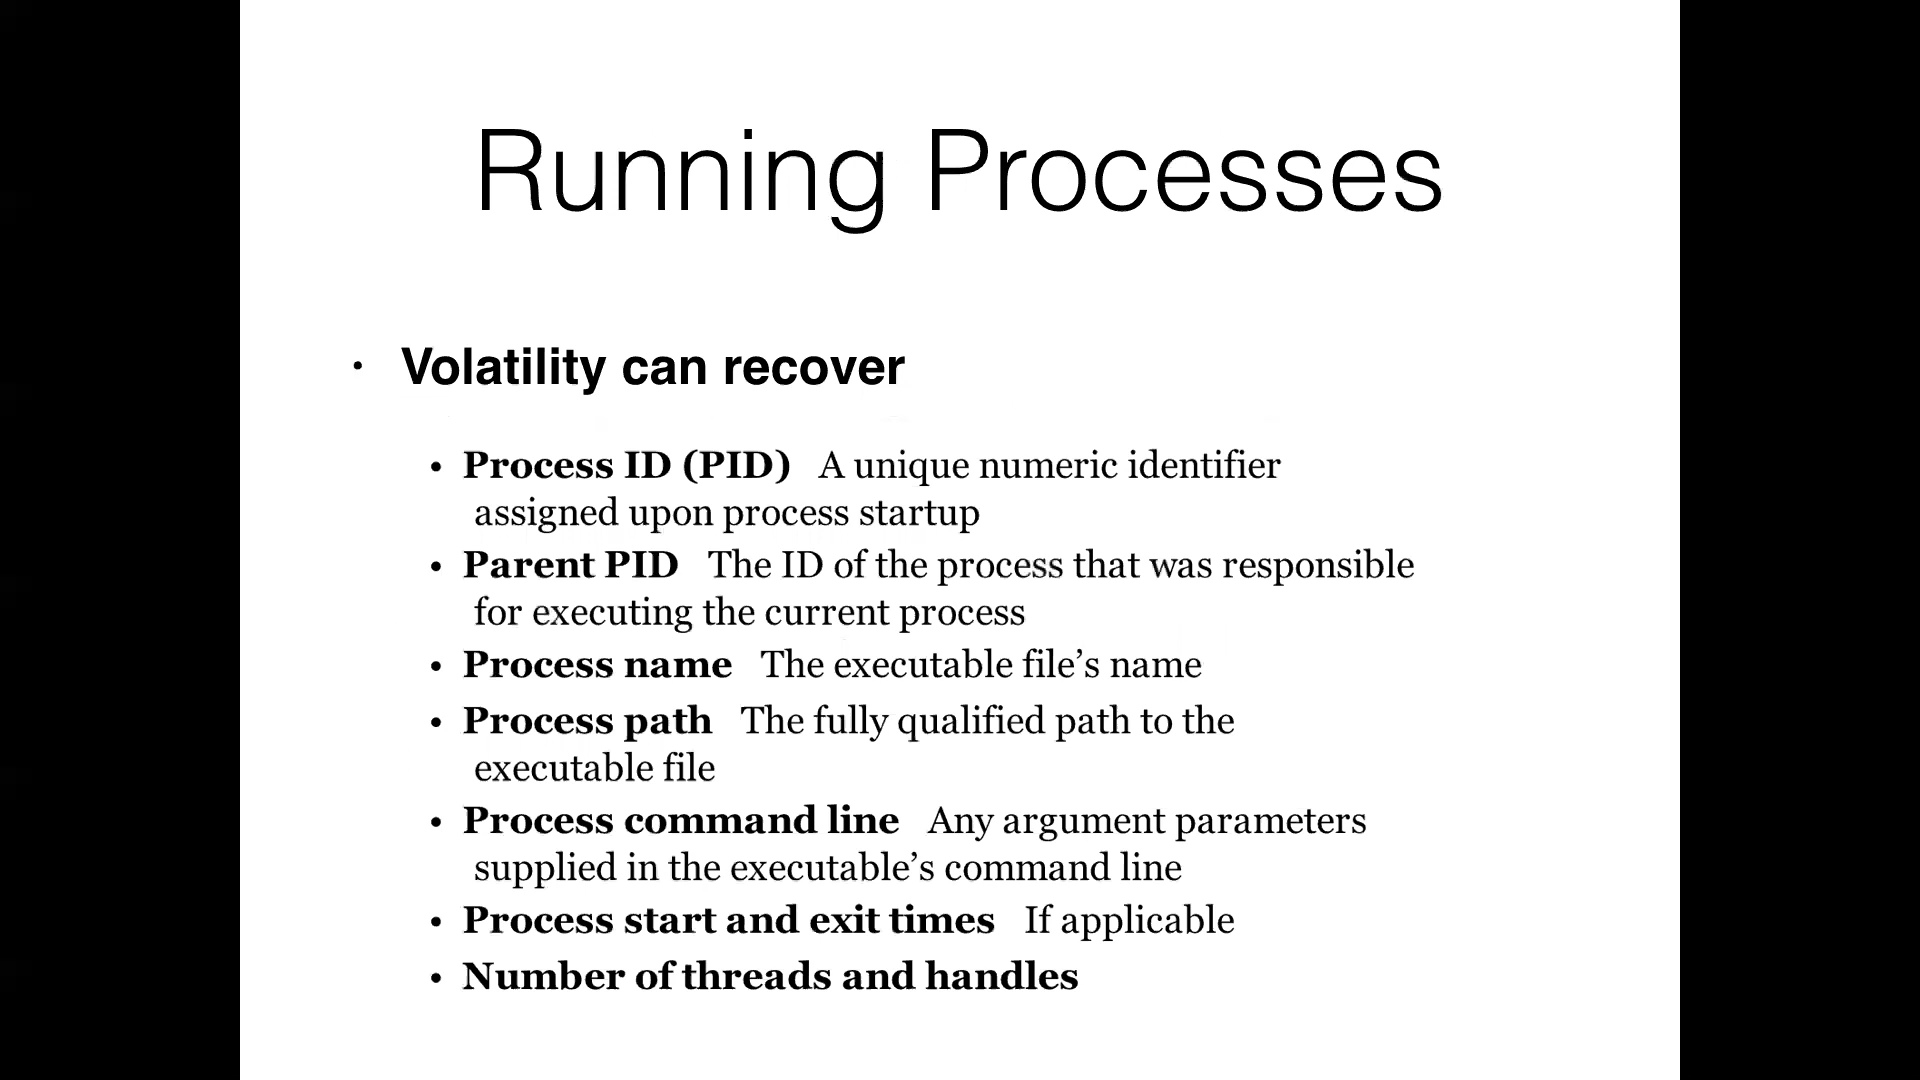 Running Processes
• Volatility can recover
• Process ID (PID) A unique numeric identifier
assigned upon process startup
• Parent PID The ID of the process that was responsible
for executing the current process
• Process name The executable file’s name
• Process path The fully qualified path to the
executable file
• Process command line Any argument parameters
supplied in the executable’s command line
• Process start and exit times If applicable
• Number of threads and handles